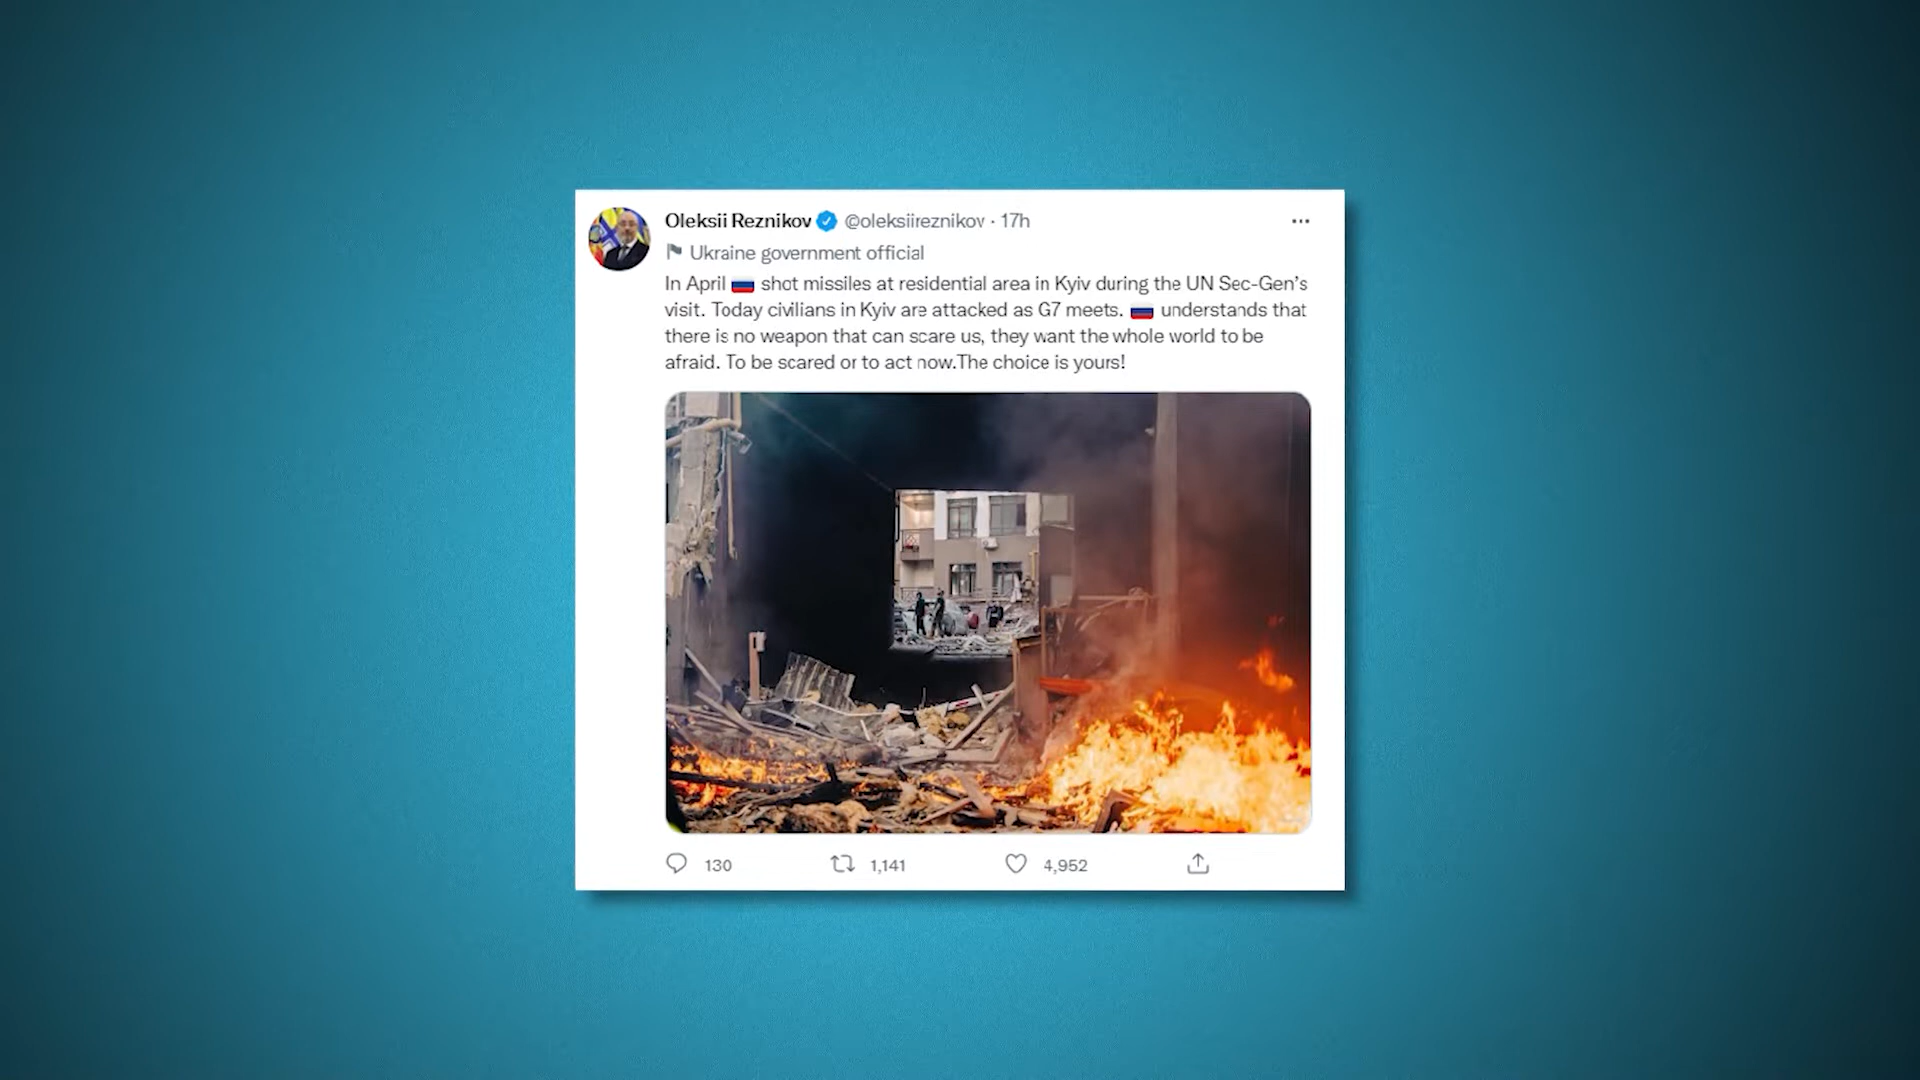 Oleksii Reznikov @oleksiireznikov · 17h
Ukraine government official
In April 🇷🇺 shot missiles at residential area in Kyiv during the UN Sec-Gen's
visit. Today civilians in Kyiv are attacked as G7 meets. 🇷🇺 understands that
there is no weapon that can scare us, they want the whole world to be
afraid. To be scared or to act now.The choice is yours!
130 1,141 4,952